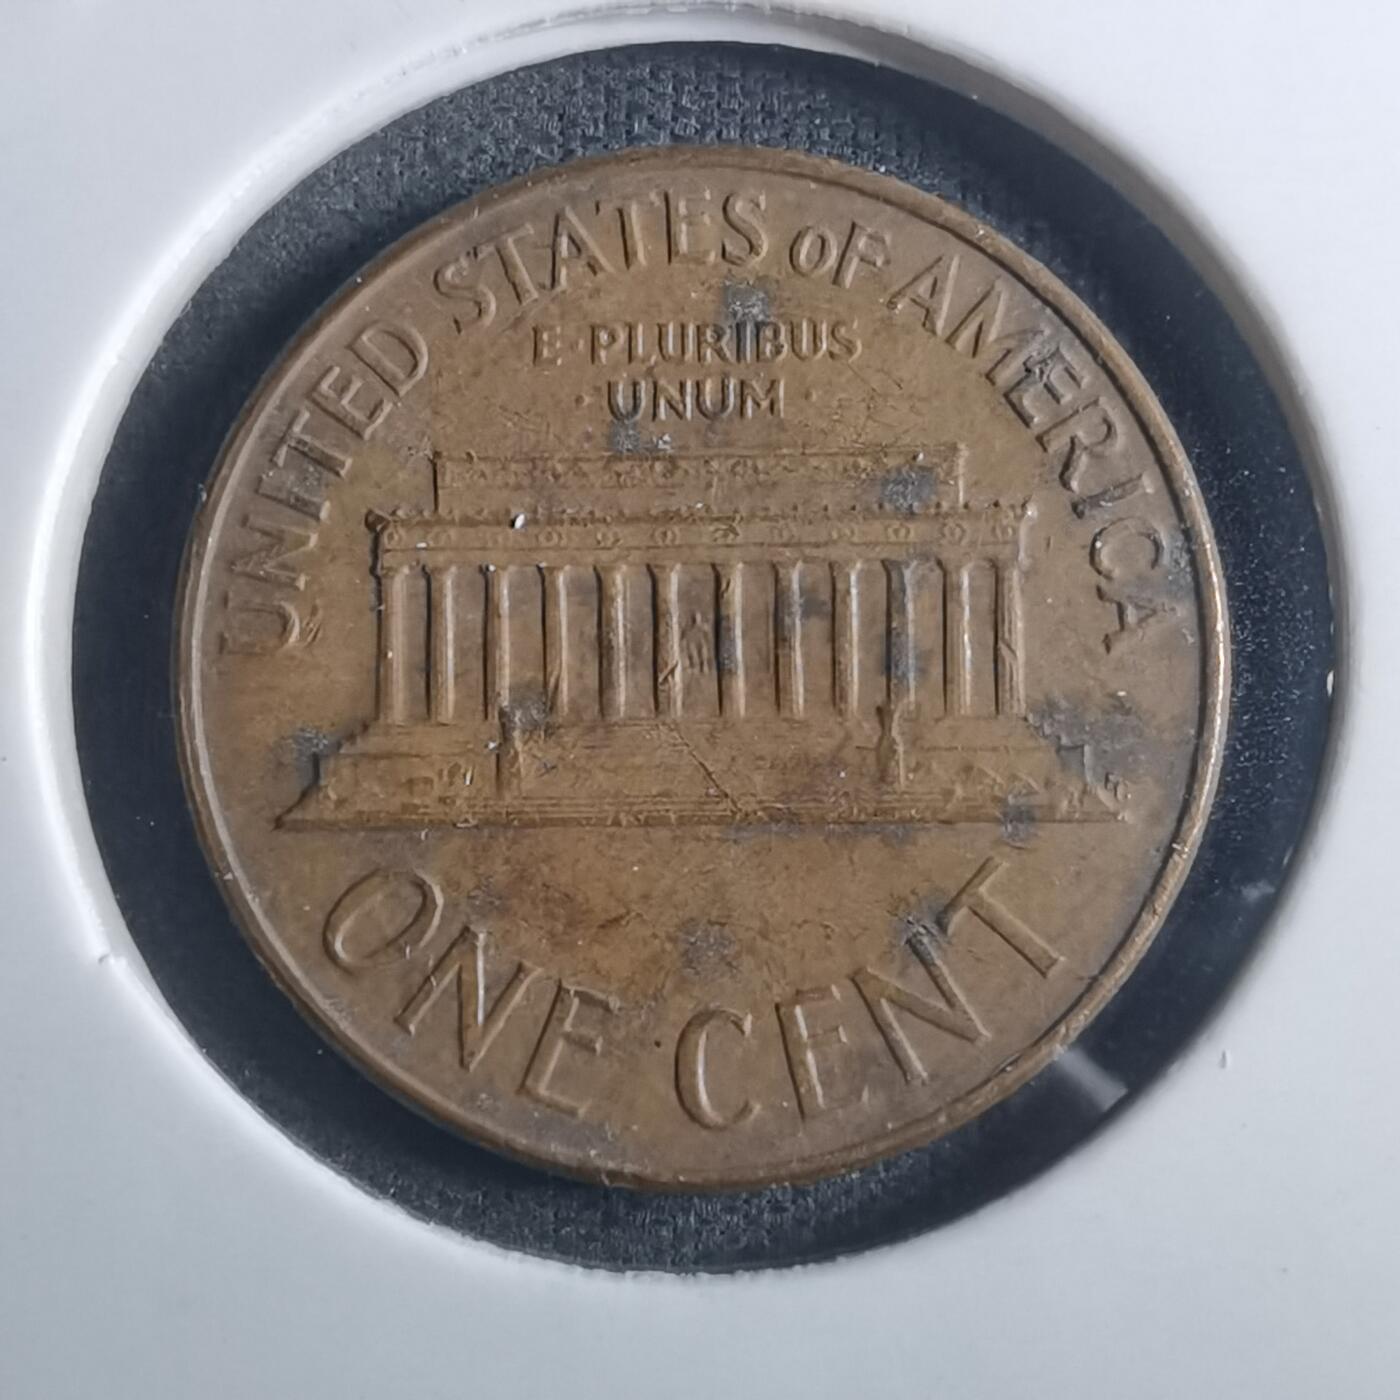 UNITED STATES OF AMERICA
E·PLURIBUS
·UNUM·
ONE CENT